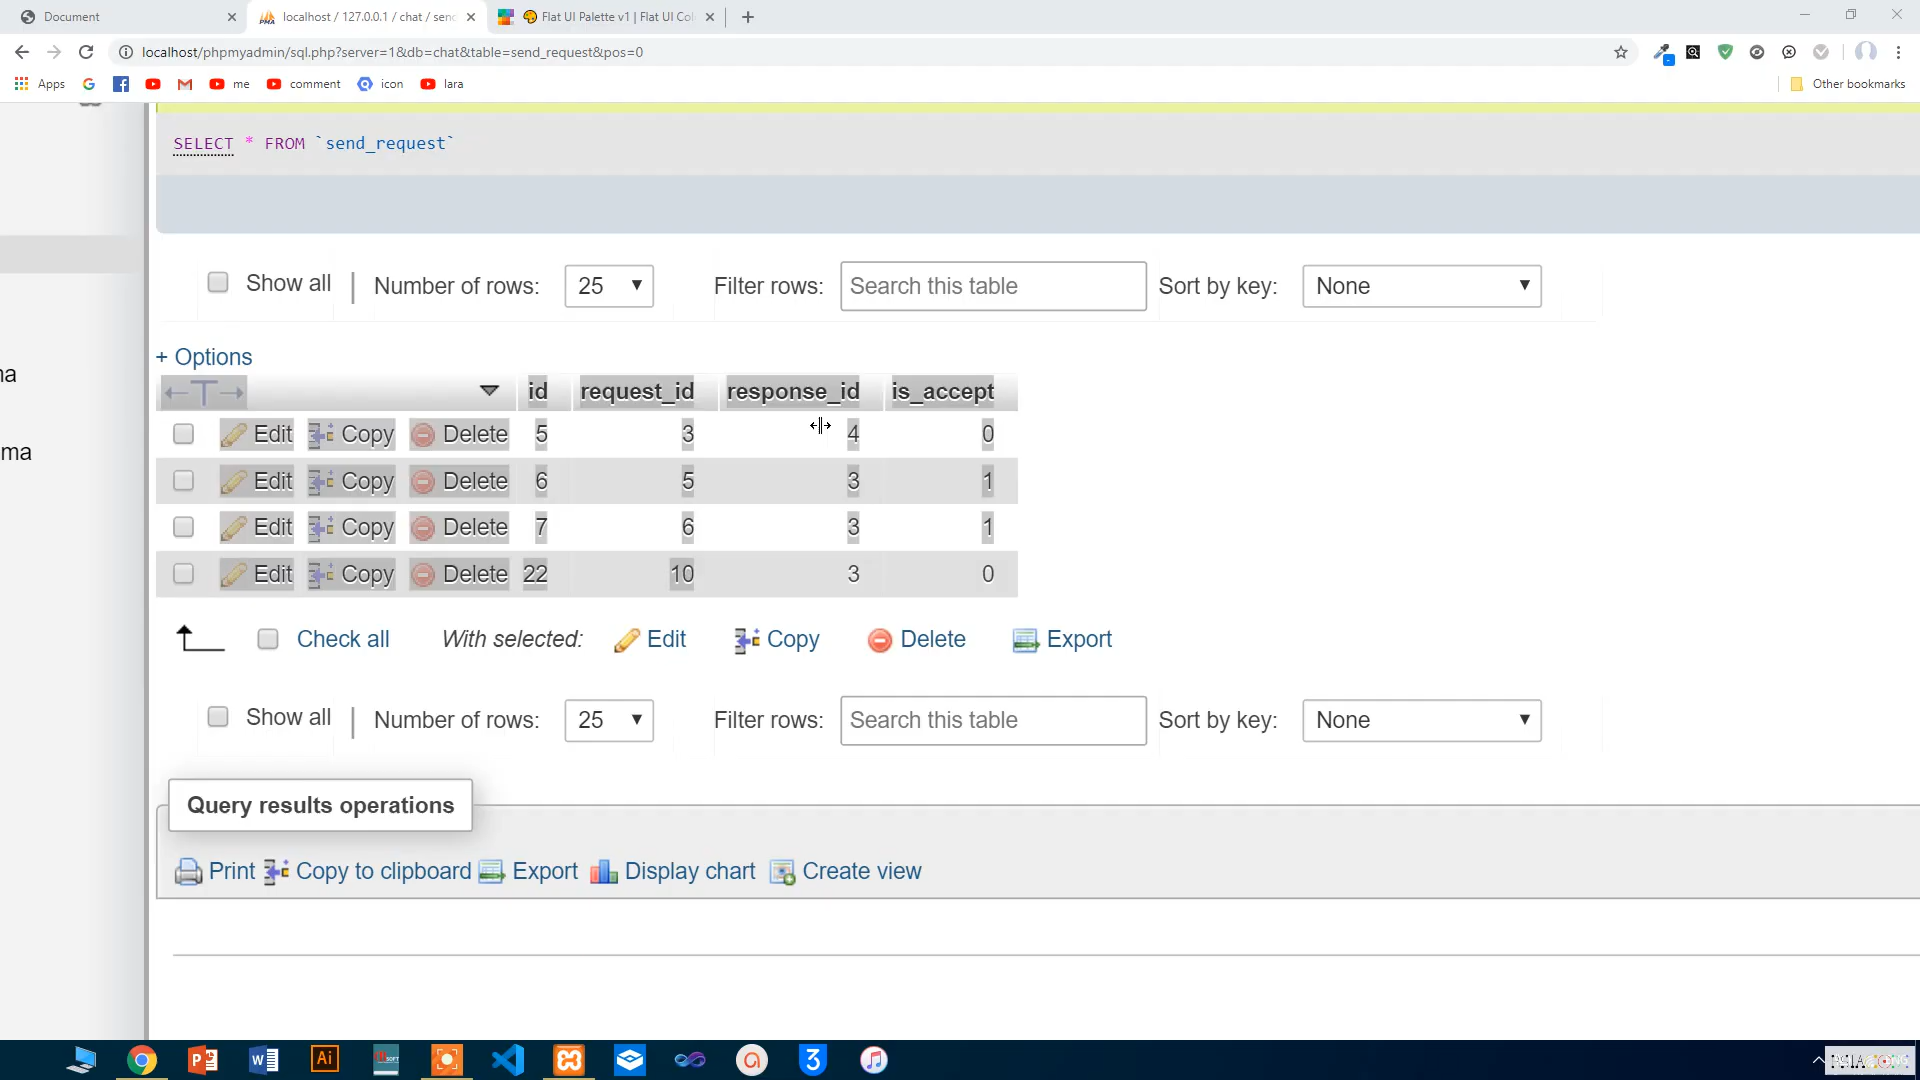 Document
localhost / 127.0.0.1 / chat / send
Flat UI Palette v1 | Flat UI Col
localhost/phpmyadmin/sql.php?server=1&db=chat&table=send_request&pos=0
Apps
me
comment
icon
lara
Other bookmarks
SELECT * FROM `send_request`
Show all | Number of rows: 25 Filter rows: Search this table Sort by key: None
+ Options
←T→ id request_id response_id is_accept
na
Edit Copy Delete 5 3 4 0
ma
Edit Copy Delete 6 5 3 1
Edit Copy Delete 7 6 3 1
Edit Copy Delete 22 10 3 0
Check all With selected: Edit Copy Delete Export
Show all | Number of rows: 25 Filter rows: Search this table Sort by key: None
Query results operations
Print Copy to clipboard Export Display chart Create view